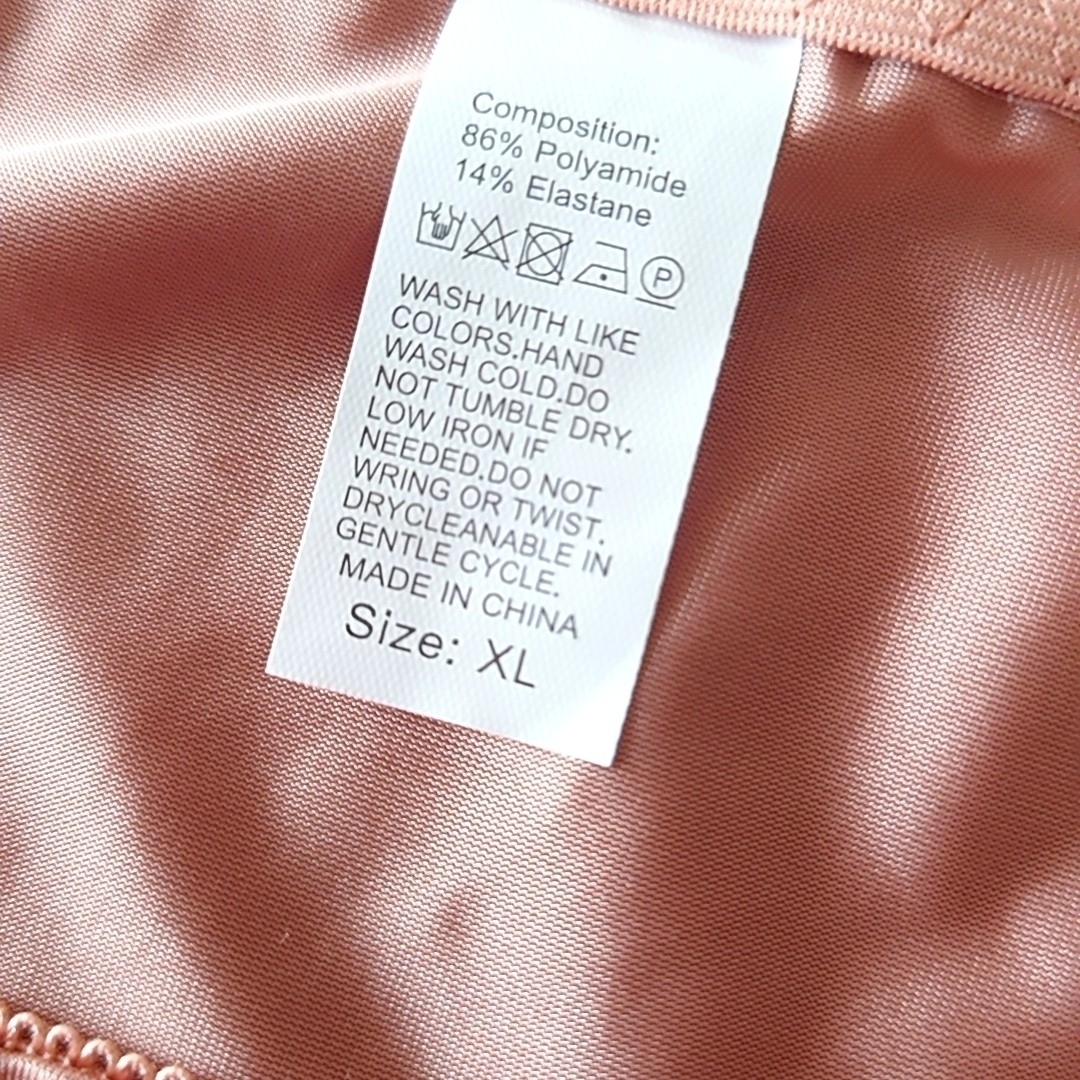 Composition:
86% Polyamide
14% Elastane
P
WASH WITH LIKE
COLORS.HAND
WASH COLD.DO
NOT TUMBLE DRY.
LOW IRON IF
NEEDED.DO NOT
WRING OR TWIST.
DRYCLEANABLE IN
GENTLE CYCLE.
MADE IN CHINA
Size: XL